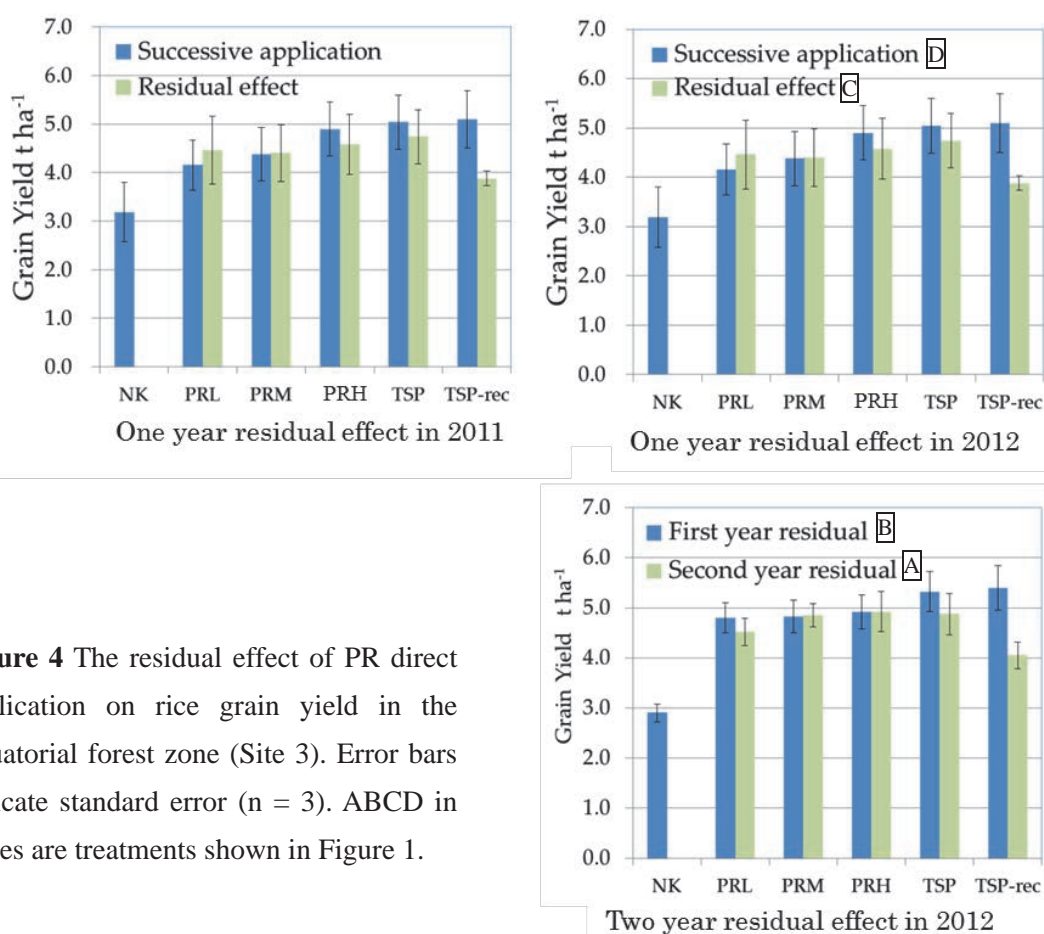 7.0
6.0
5.0
4.0
3.0
2.0
1.0
0.0
Grain Yield t ha-1
Successive application
Residual effect
NK PRL PRM PRH TSP TSP-rec
One year residual effect in 2011
7.0
6.0
5.0
4.0
3.0
2.0
1.0
0.0
Grain Yield t ha-1
Successive application D
Residual effect C
NK PRL PRM PRH TSP TSP-rec
One year residual effect in 2012
ure 4 The residual effect of PR direct
lication on rice grain yield in the
uatorial forest zone (Site 3). Error bars
icate standard error (n = 3). ABCD in
es are treatments shown in Figure 1.
7.0
6.0
5.0
4.0
3.0
2.0
1.0
0.0
Grain Yield t ha-1
First year residual B
Second year residual A
NK PRL PRM PRH TSP TSP-rec
Two year residual effect in 2012